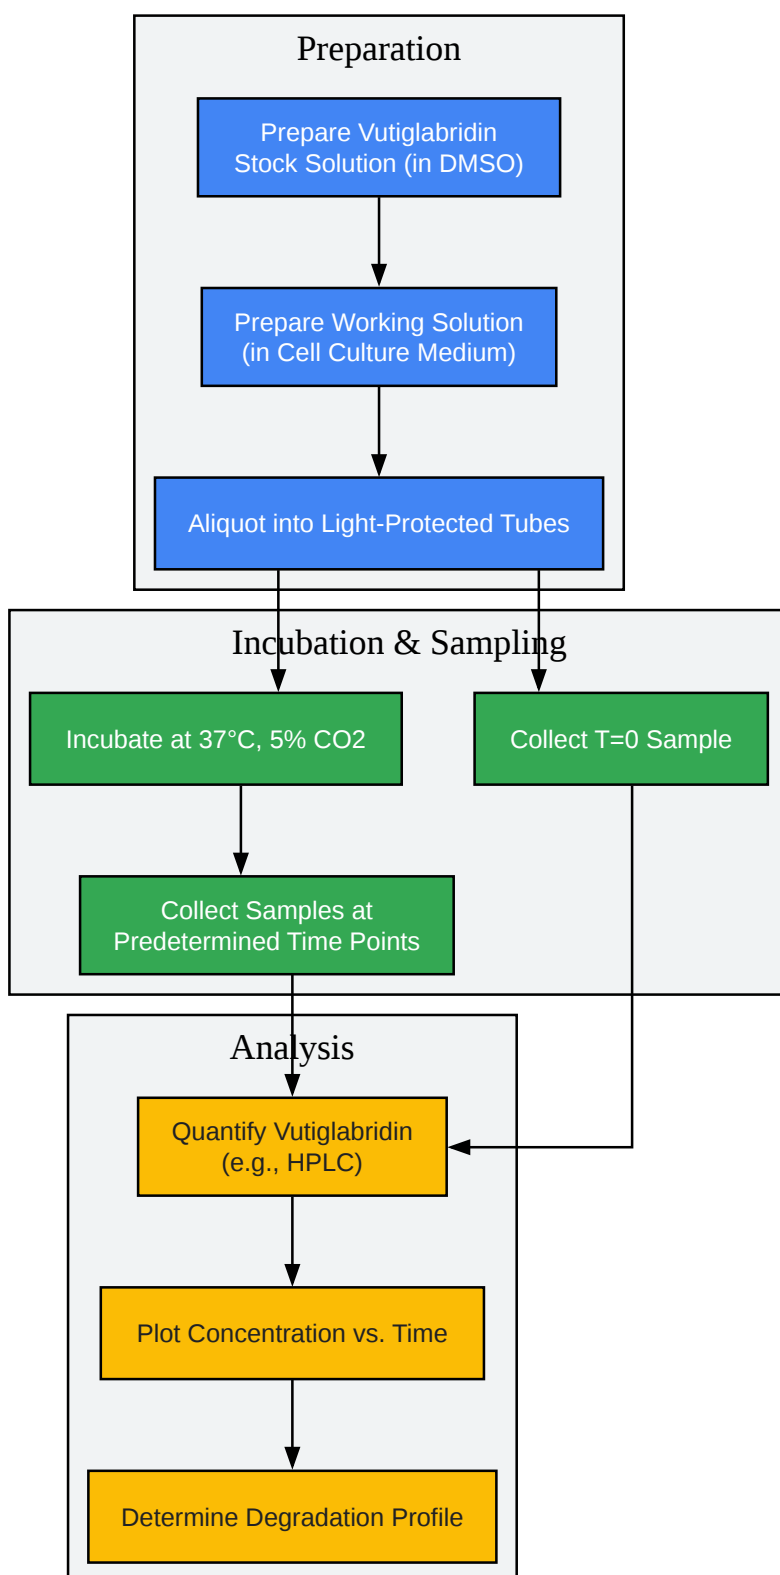 Preparation
Prepare Vutiglabridin
Stock Solution (in DMSO)
Prepare Working Solution
(in Cell Culture Medium)
Aliquot into Light-Protected Tubes
Incubation & Sampling
Incubate at 37°C, 5% CO2
Collect T=0 Sample
Collect Samples at
Predetermined Time Points
Analysis
Quantify Vutiglabridin
(e.g., HPLC)
Plot Concentration vs. Time
Determine Degradation Profile